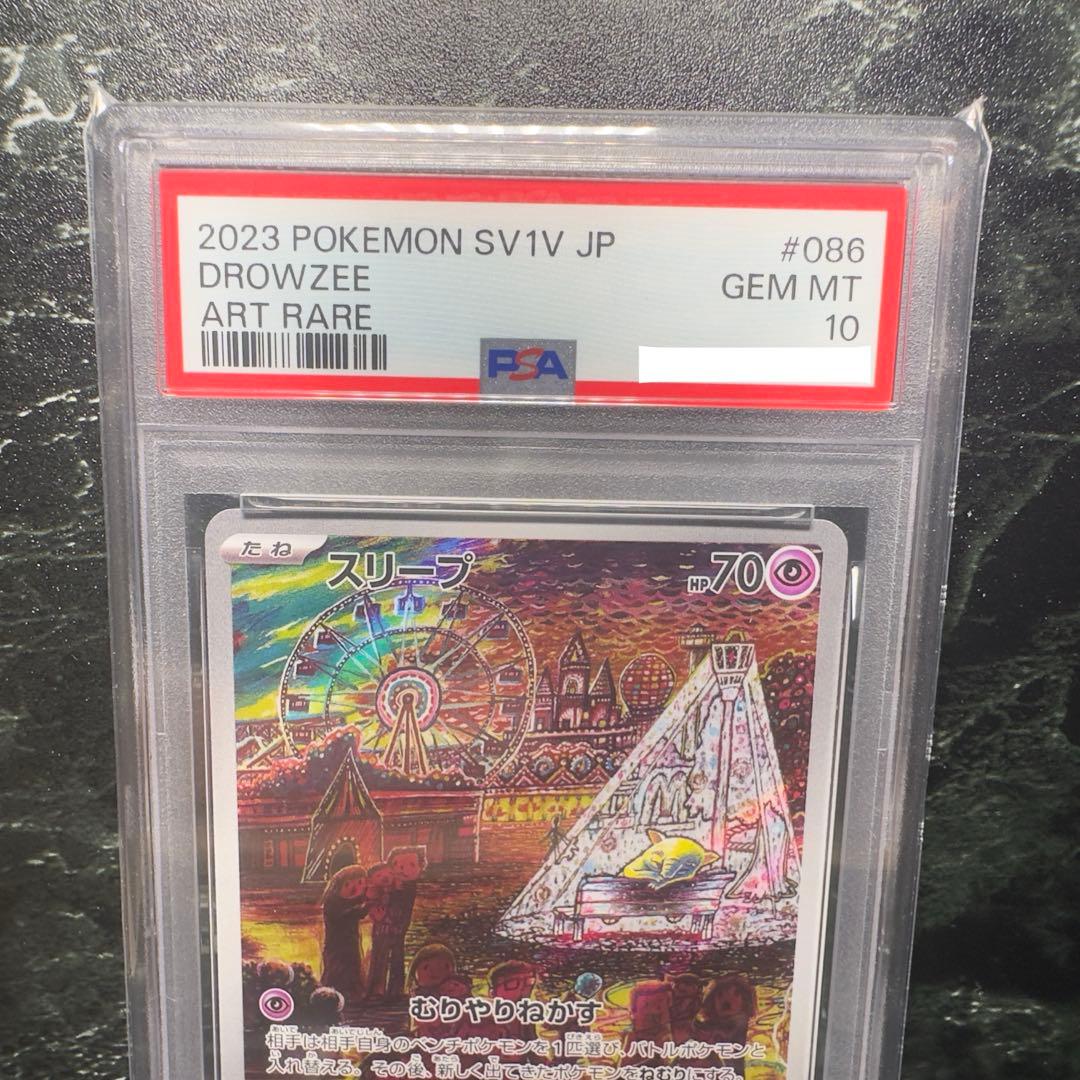 2023 POKEMON SV1V JP #086
DROWZEE GEM MT
ART RARE 10
PSA
たね スリープ HP70
むりやりねかす
相手は相手自身のベンチポケモンを1匹選び、バトルポケモンと
入れ替える。その後、新しく出てきたポケモンをねむりにする。